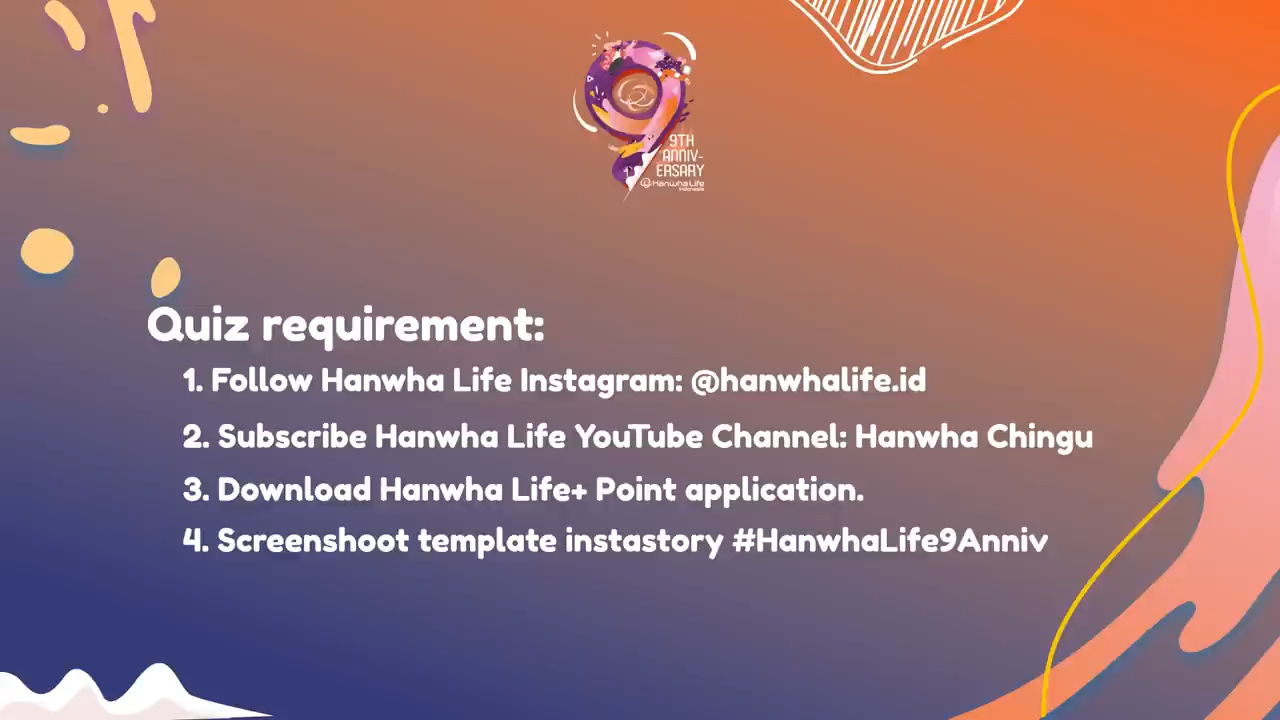 9TH
ANNIV-
ERSARY
Hanwha Life
Indonesia
Quiz requirement:
1. Follow Hanwha Life Instagram: @hanwhalife.id
2. Subscribe Hanwha Life YouTube Channel: Hanwha Chingu
3. Download Hanwha Life+ Point application.
4. Screenshoot template instastory #HanwhaLife9Anniv